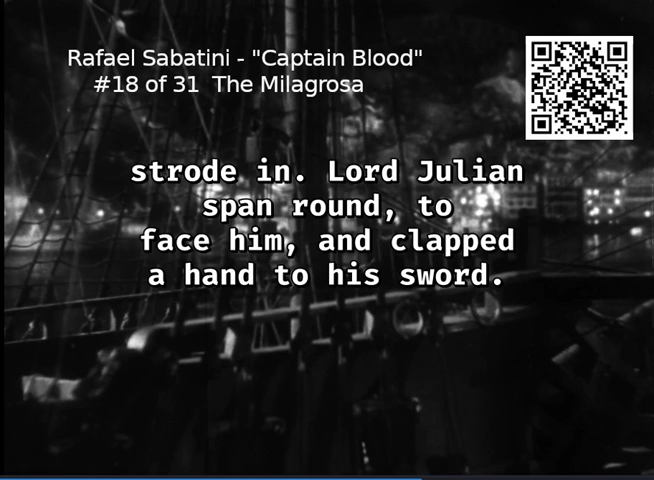 Rafael Sabatini - "Captain Blood"
#18 of 31  The Milagrosa
strode in. Lord Julian
span round, to
face him, and clapped
a hand to his sword.